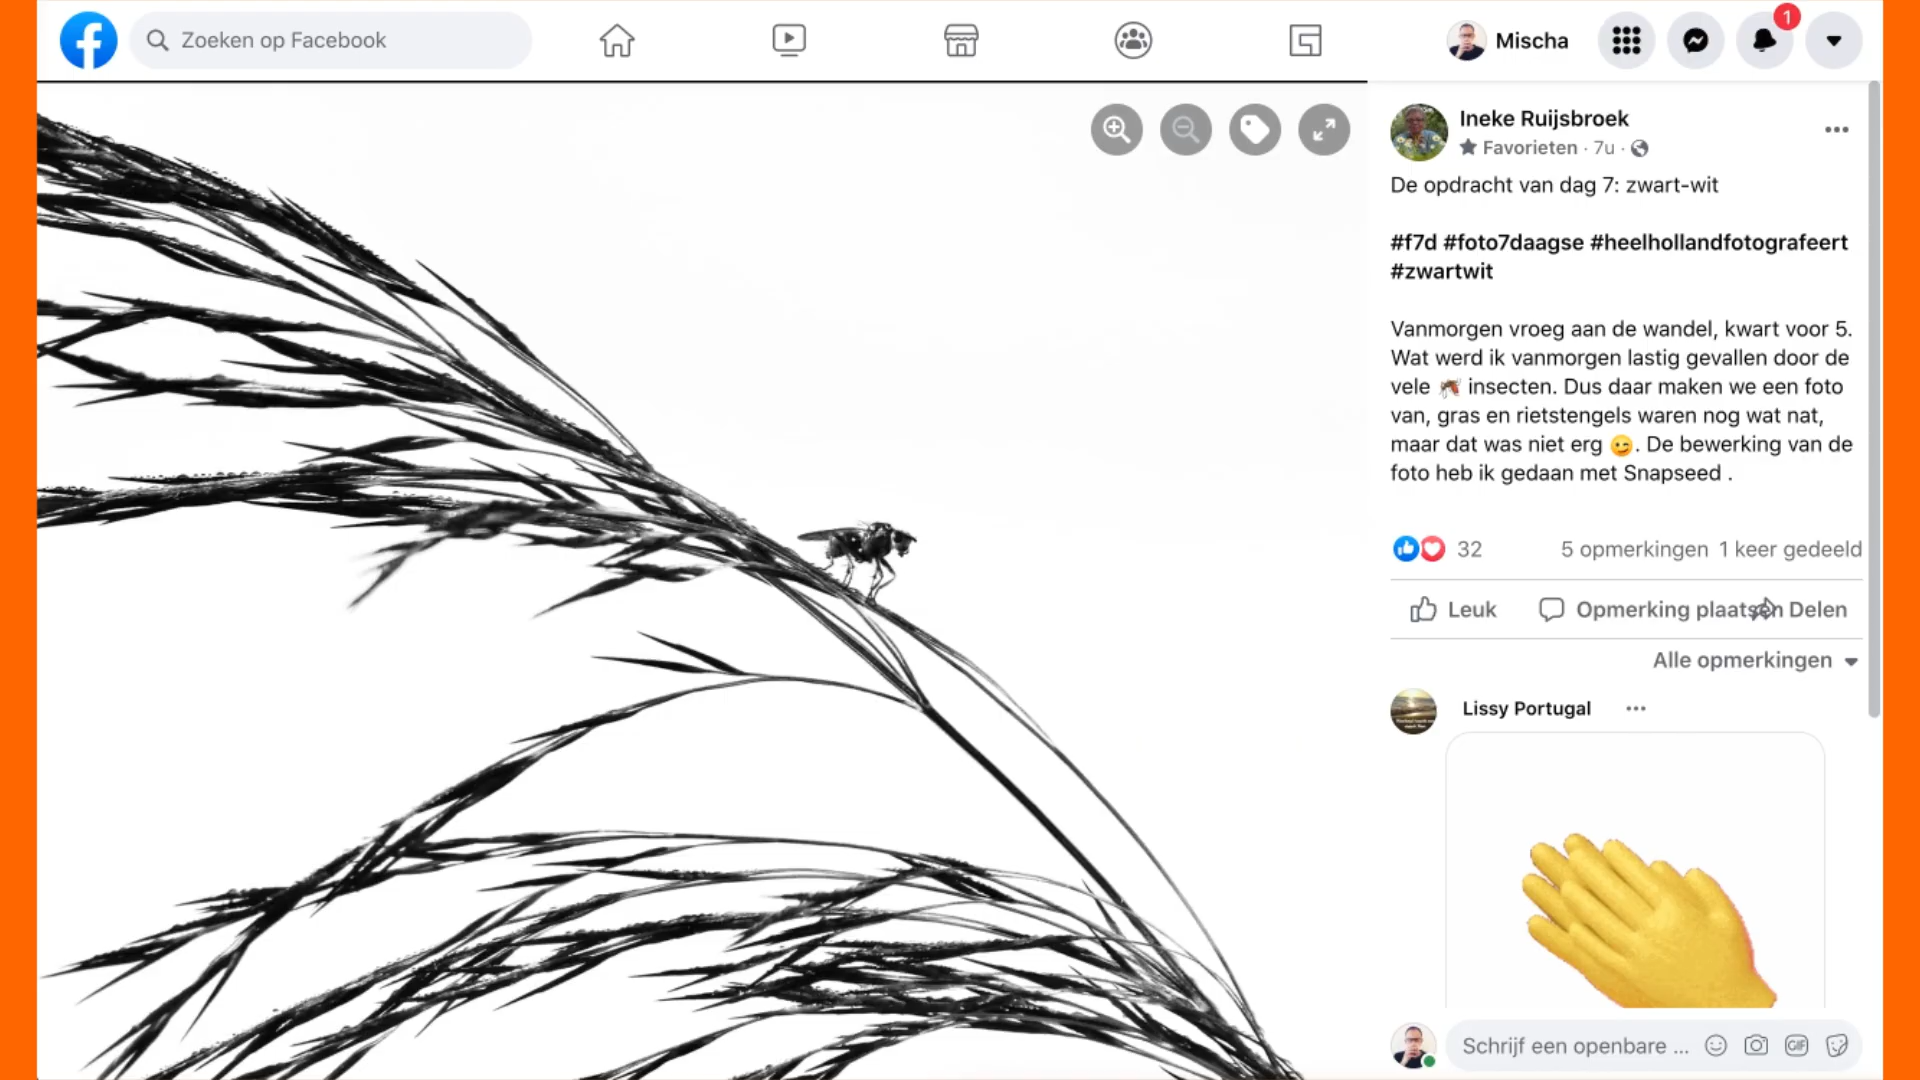 Zoeken op Facebook
Mischa
1
Ineke Ruijsbroek
Favorieten · 7u ·
De opdracht van dag 7: zwart-wit
#f7d #foto7daagse #heelhollandfotografeert
#zwartwit
Vanmorgen vroeg aan de wandel, kwart voor 5.
Wat werd ik vanmorgen lastig gevallen door de
vele 🦟 insecten. Dus daar maken we een foto
van, gras en rietstengels waren nog wat nat,
maar dat was niet erg 😉. De bewerking van de
foto heb ik gedaan met Snapseed .
32 5 opmerkingen 1 keer gedeeld
Leuk Opmerking plaatsen Delen
Alle opmerkingen
Lissy Portugal
Schrijf een openbare ...
GIF